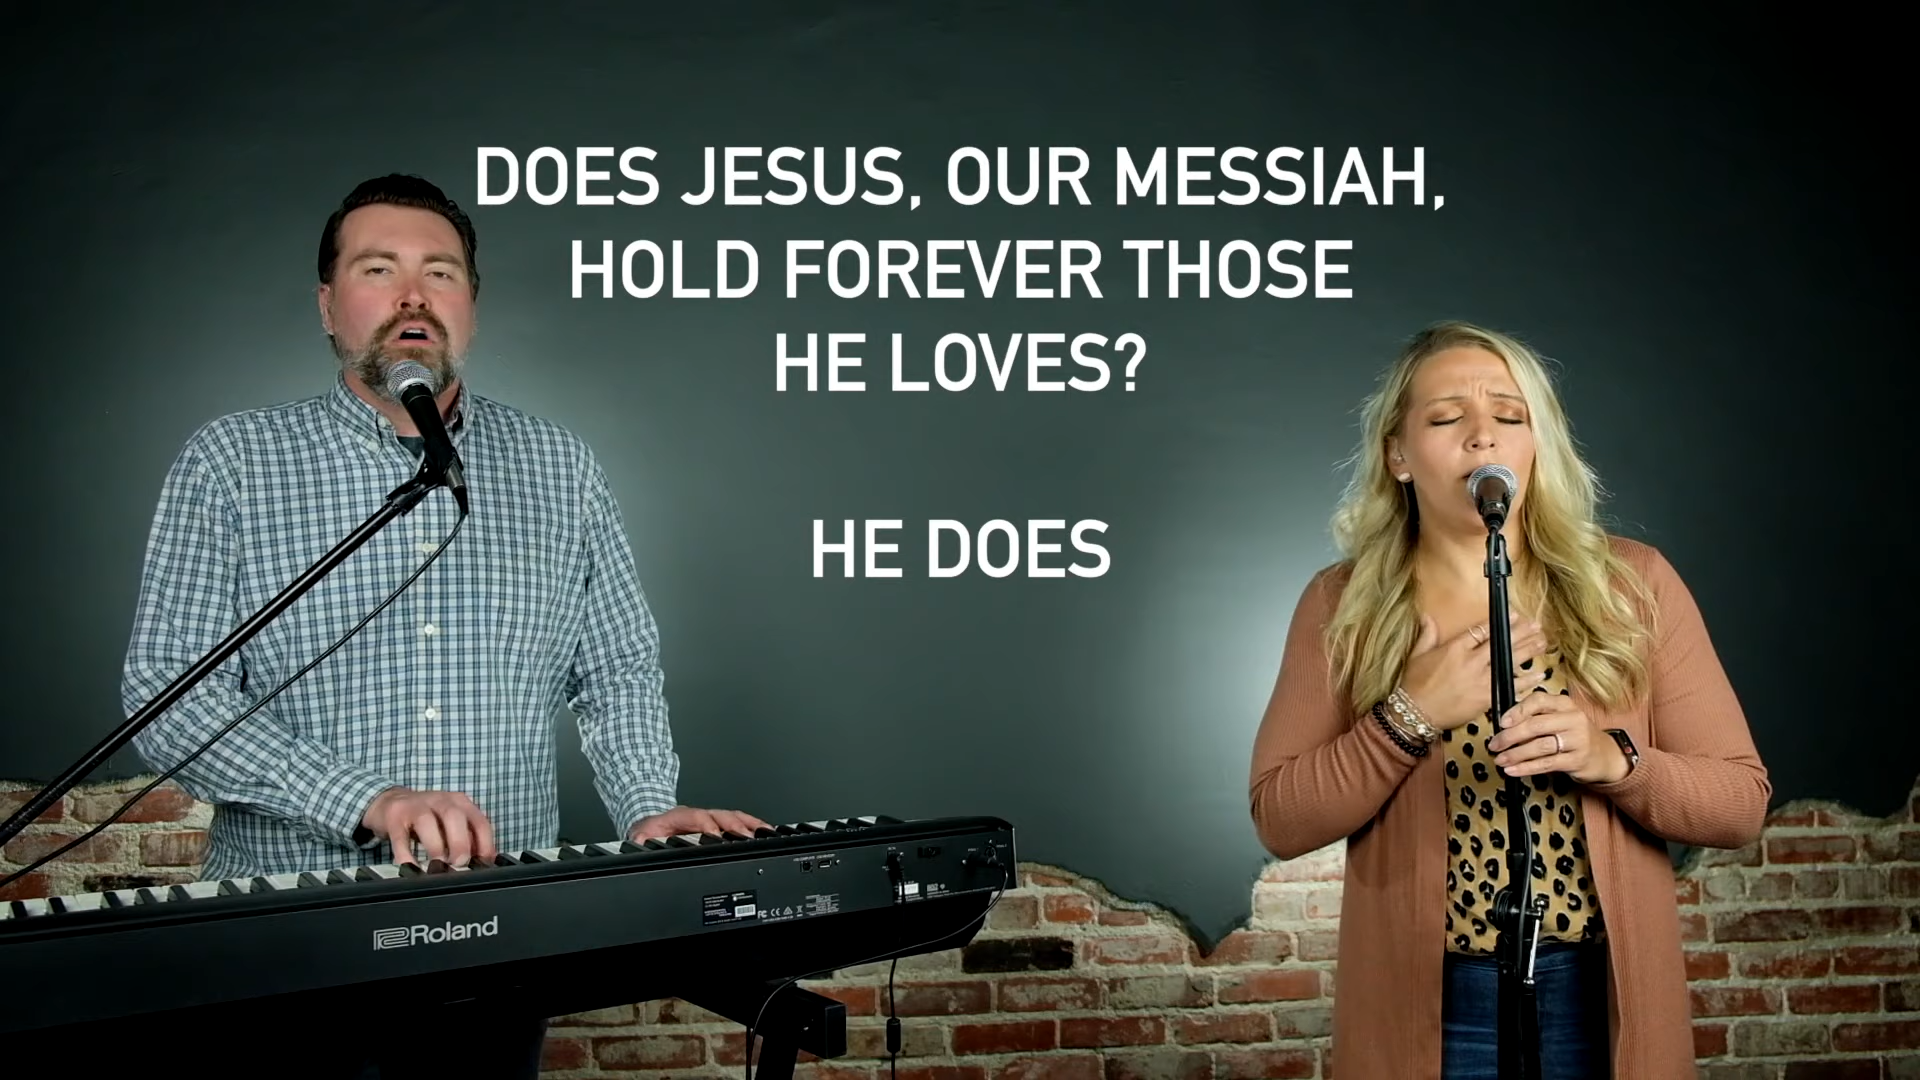 DOES JESUS, OUR MESSIAH,
HOLD FOREVER THOSE
HE LOVES?
HE DOES
Roland